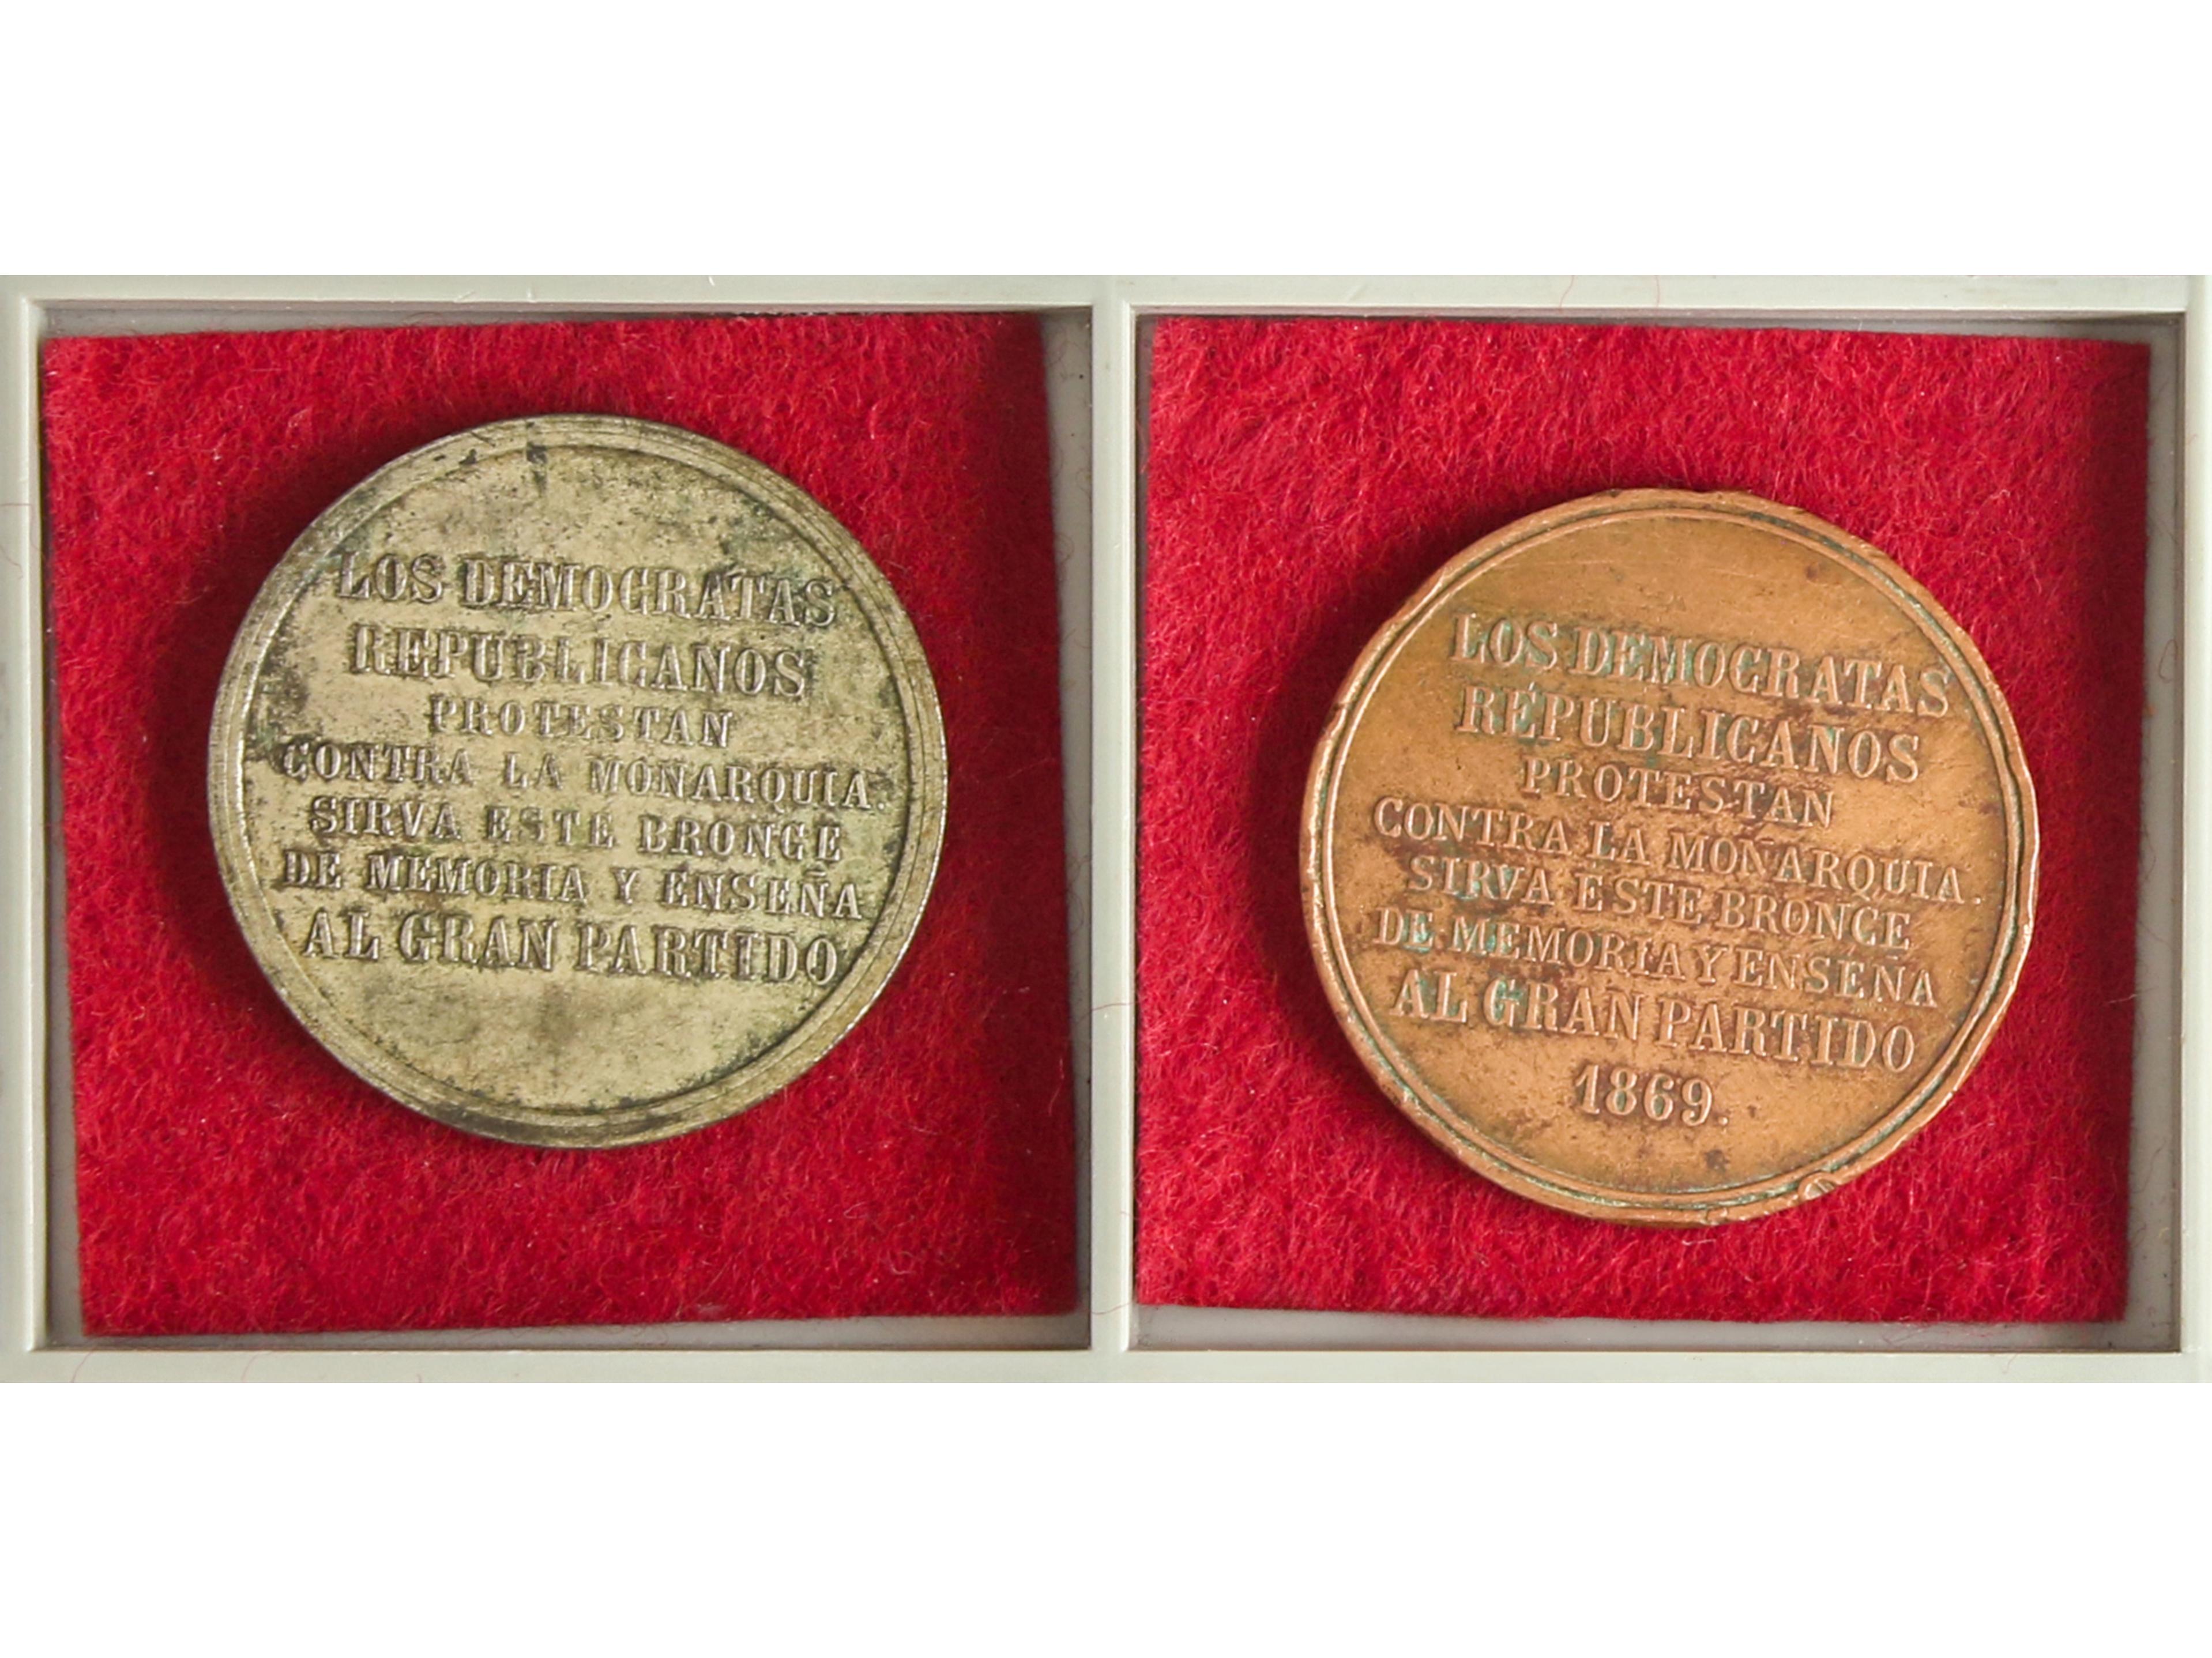 LOS DEMOCRATAS
REPUBLICANOS
PROTESTAN
CONTRA LA MONARQUIA.
SIRVA ESTE BRONCE
DE MEMORIA Y ENSEÑA
AL GRAN PARTIDO
LOS DEMOCRATAS
REPUBLICANOS
PROTESTAN
CONTRA LA MONARQUIA.
SIRVA ESTE BRONCE
DE MEMORIA Y ENSEÑA
AL GRAN PARTIDO
1869.